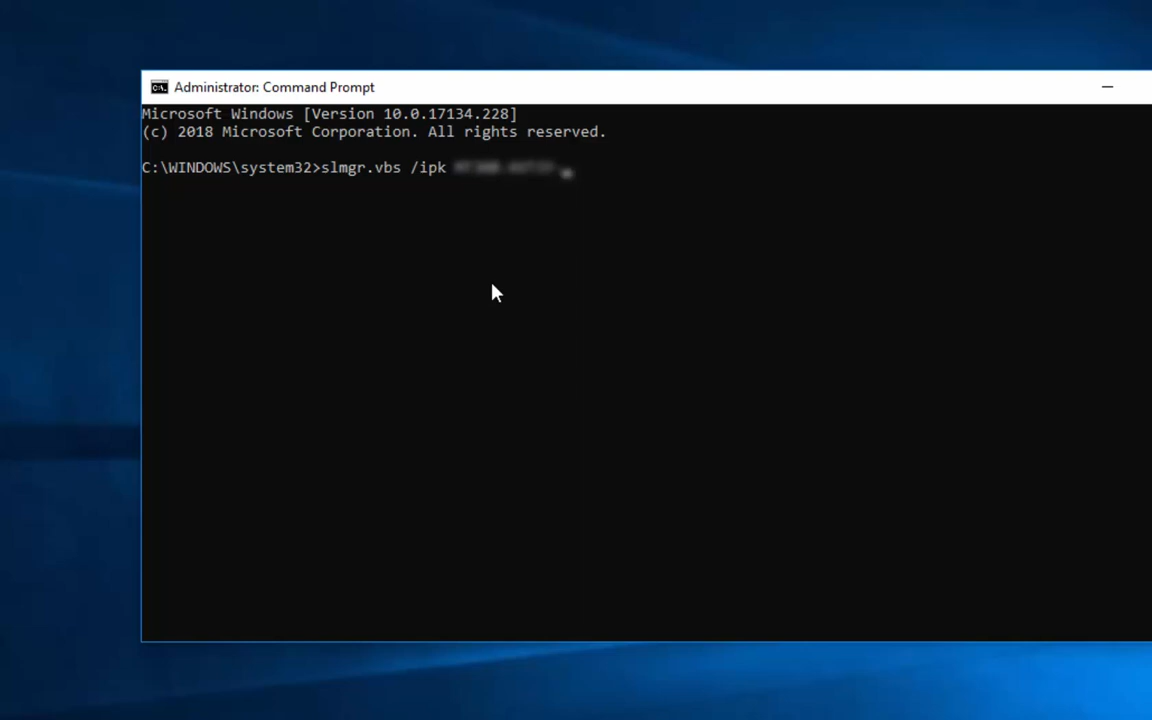 Administrator: Command Prompt
Microsoft Windows [Version 10.0.17134.228]
(c) 2018 Microsoft Corporation. All rights reserved.
C:\WINDOWS\system32>slmgr.vbs /ipk